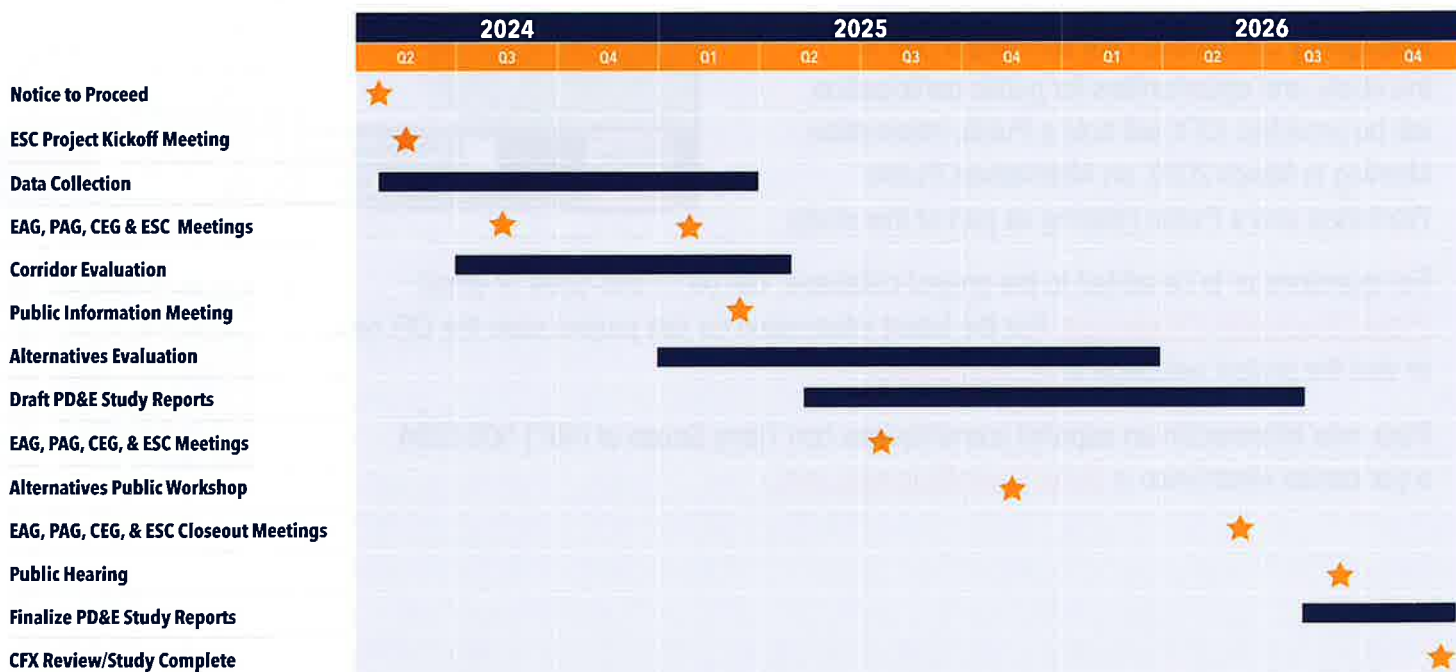 2024 2025 2026
Q2 Q3 Q4 Q1 Q2 Q3 Q4 Q1 Q2 Q3 Q4
Notice to Proceed
ESC Project Kickoff Meeting
Data Collection
EAG, PAG, CEG & ESC Meetings
Corridor Evaluation
Public Information Meeting
Alternatives Evaluation
Draft PD&E Study Reports
EAG, PAG, CEG, & ESC Meetings
Alternatives Public Workshop
EAG, PAG, CEG, & ESC Closeout Meetings
Public Hearing
Finalize PD&E Study Reports
CFX Review/Study Complete